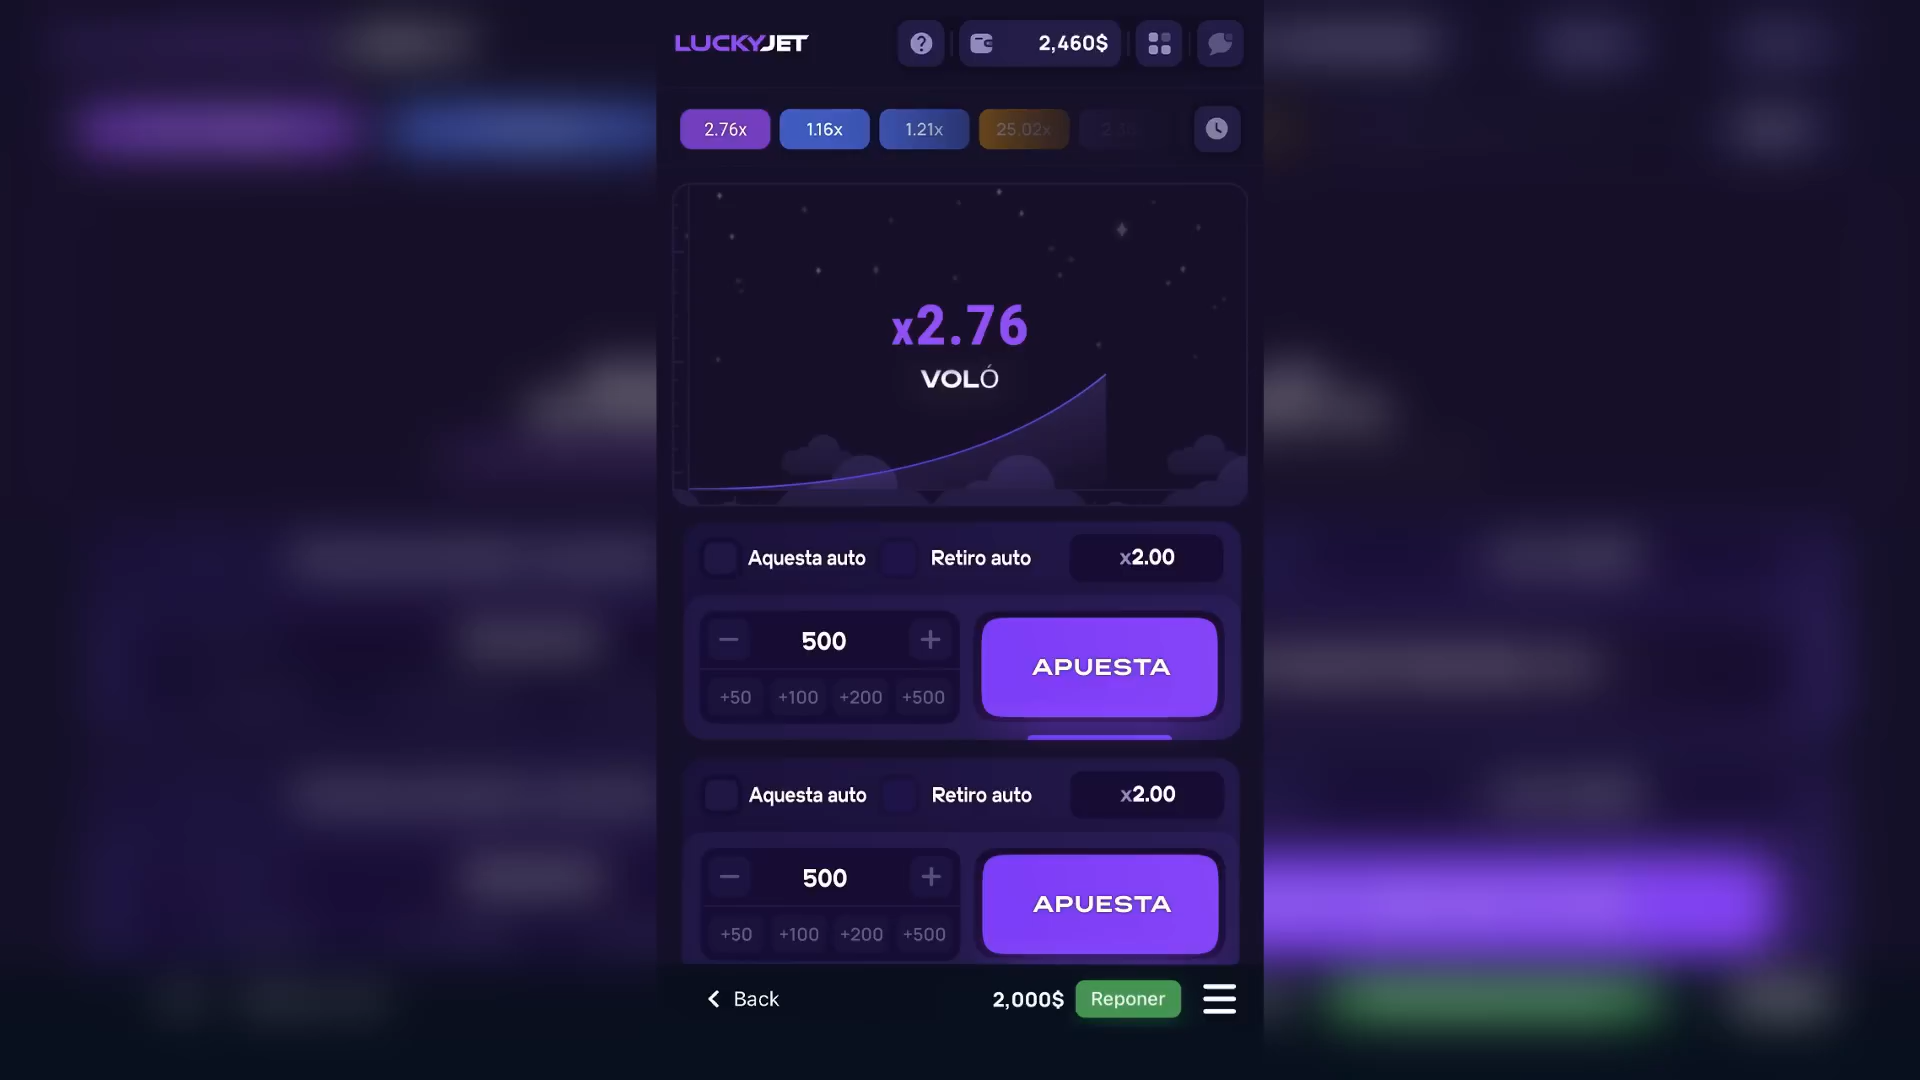 LUCKYJET
2,460$
2.76x 1.16x 1.21x 25.02x
x2.76
VOLÓ
Aquesta auto Retiro auto x2.00
500
APUESTA
+50 +100 +200 +500
Aquesta auto Retiro auto x2.00
500
APUESTA
+50 +100 +200 +500
Back 2,000$ Reponer